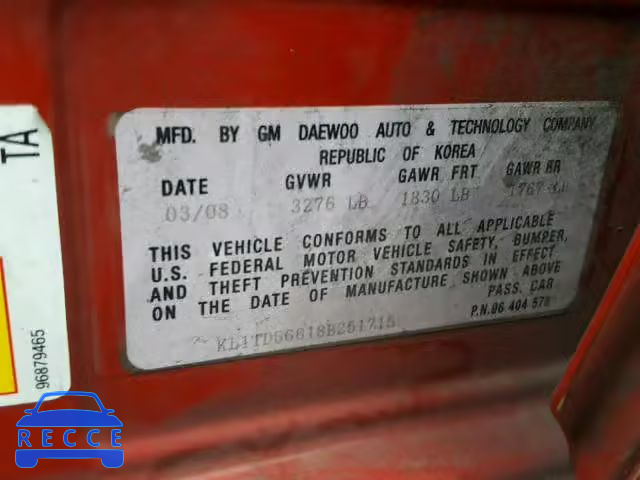 MFD. BY GM DAEWOO AUTO & TECHNOLOGY COMPANY
REPUBLIC OF KOREA
DATE GVWR GAWR FRT GAWR RR
03/08 3276 LB 1830 LB 1767 LB
THIS VEHICLE CONFORMS TO ALL APPLICABLE
U.S. FEDERAL MOTOR VEHICLE SAFETY, BUMPER,
AND THEFT PREVENTION STANDARDS IN EFFECT
ON THE DATE OF MANUFACTURE SHOWN ABOVE
PASS. CAR
P.N.96 404 578
KL1TD56618B251715
TA
96879465